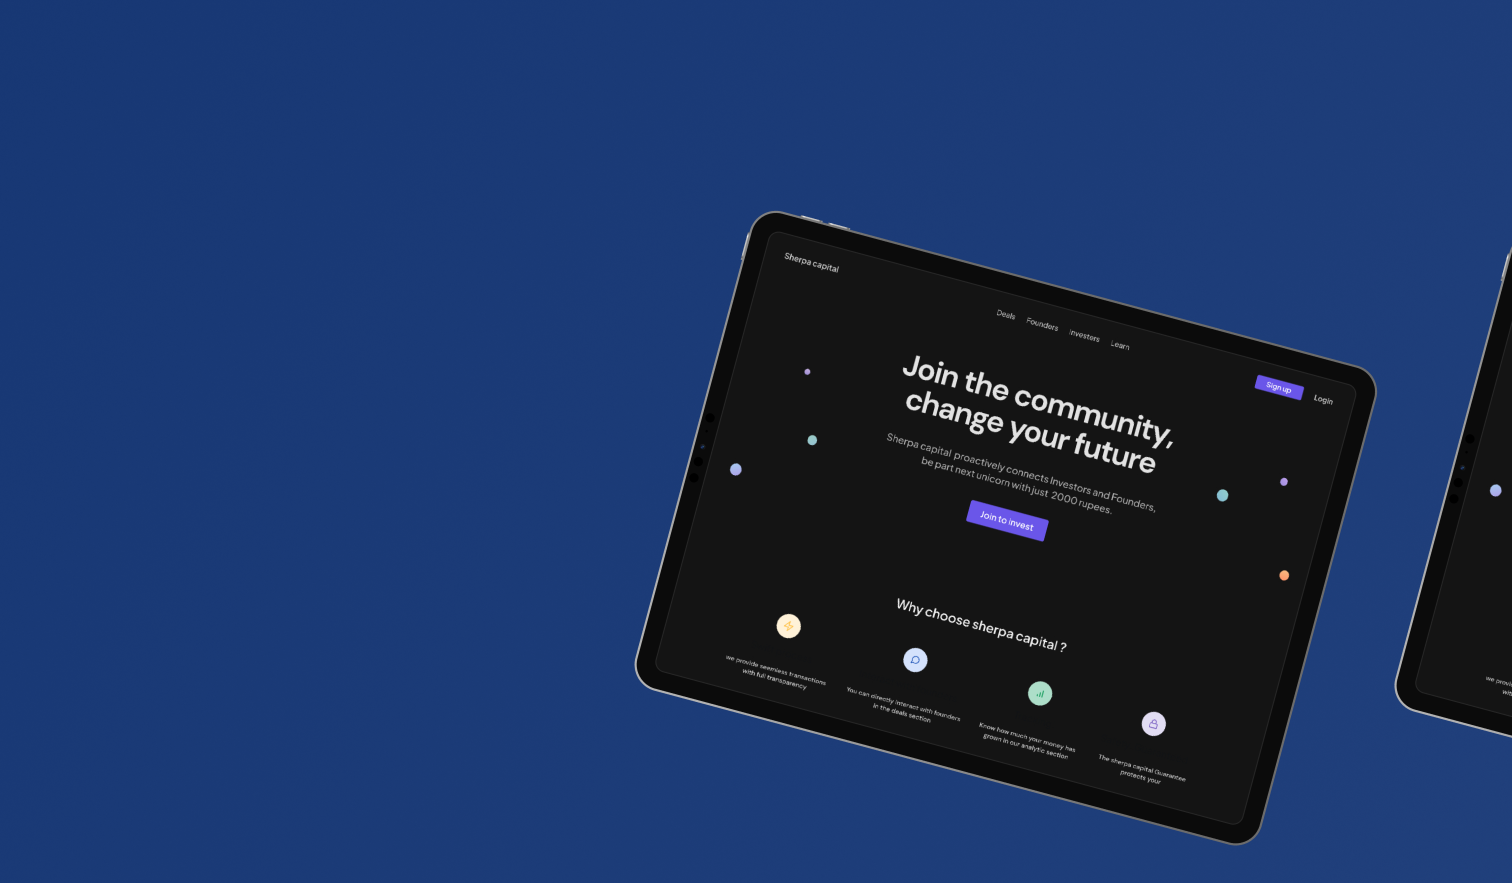 Sherpa capital
Deals Founders Investors Learn
Sign up Login
Join the community,
change your future
Sherpa capital proactively connects Investors and Founders,
be part next unicorn with just 2000 rupees.
Join to invest
Why choose sherpa capital ?
we provide seemless transactions
with full transparency
You can directly interact with founders
in the deals section
Know how much your money has
grown in our analytic section
The sherpa capital Guarantee
protects your
we provi